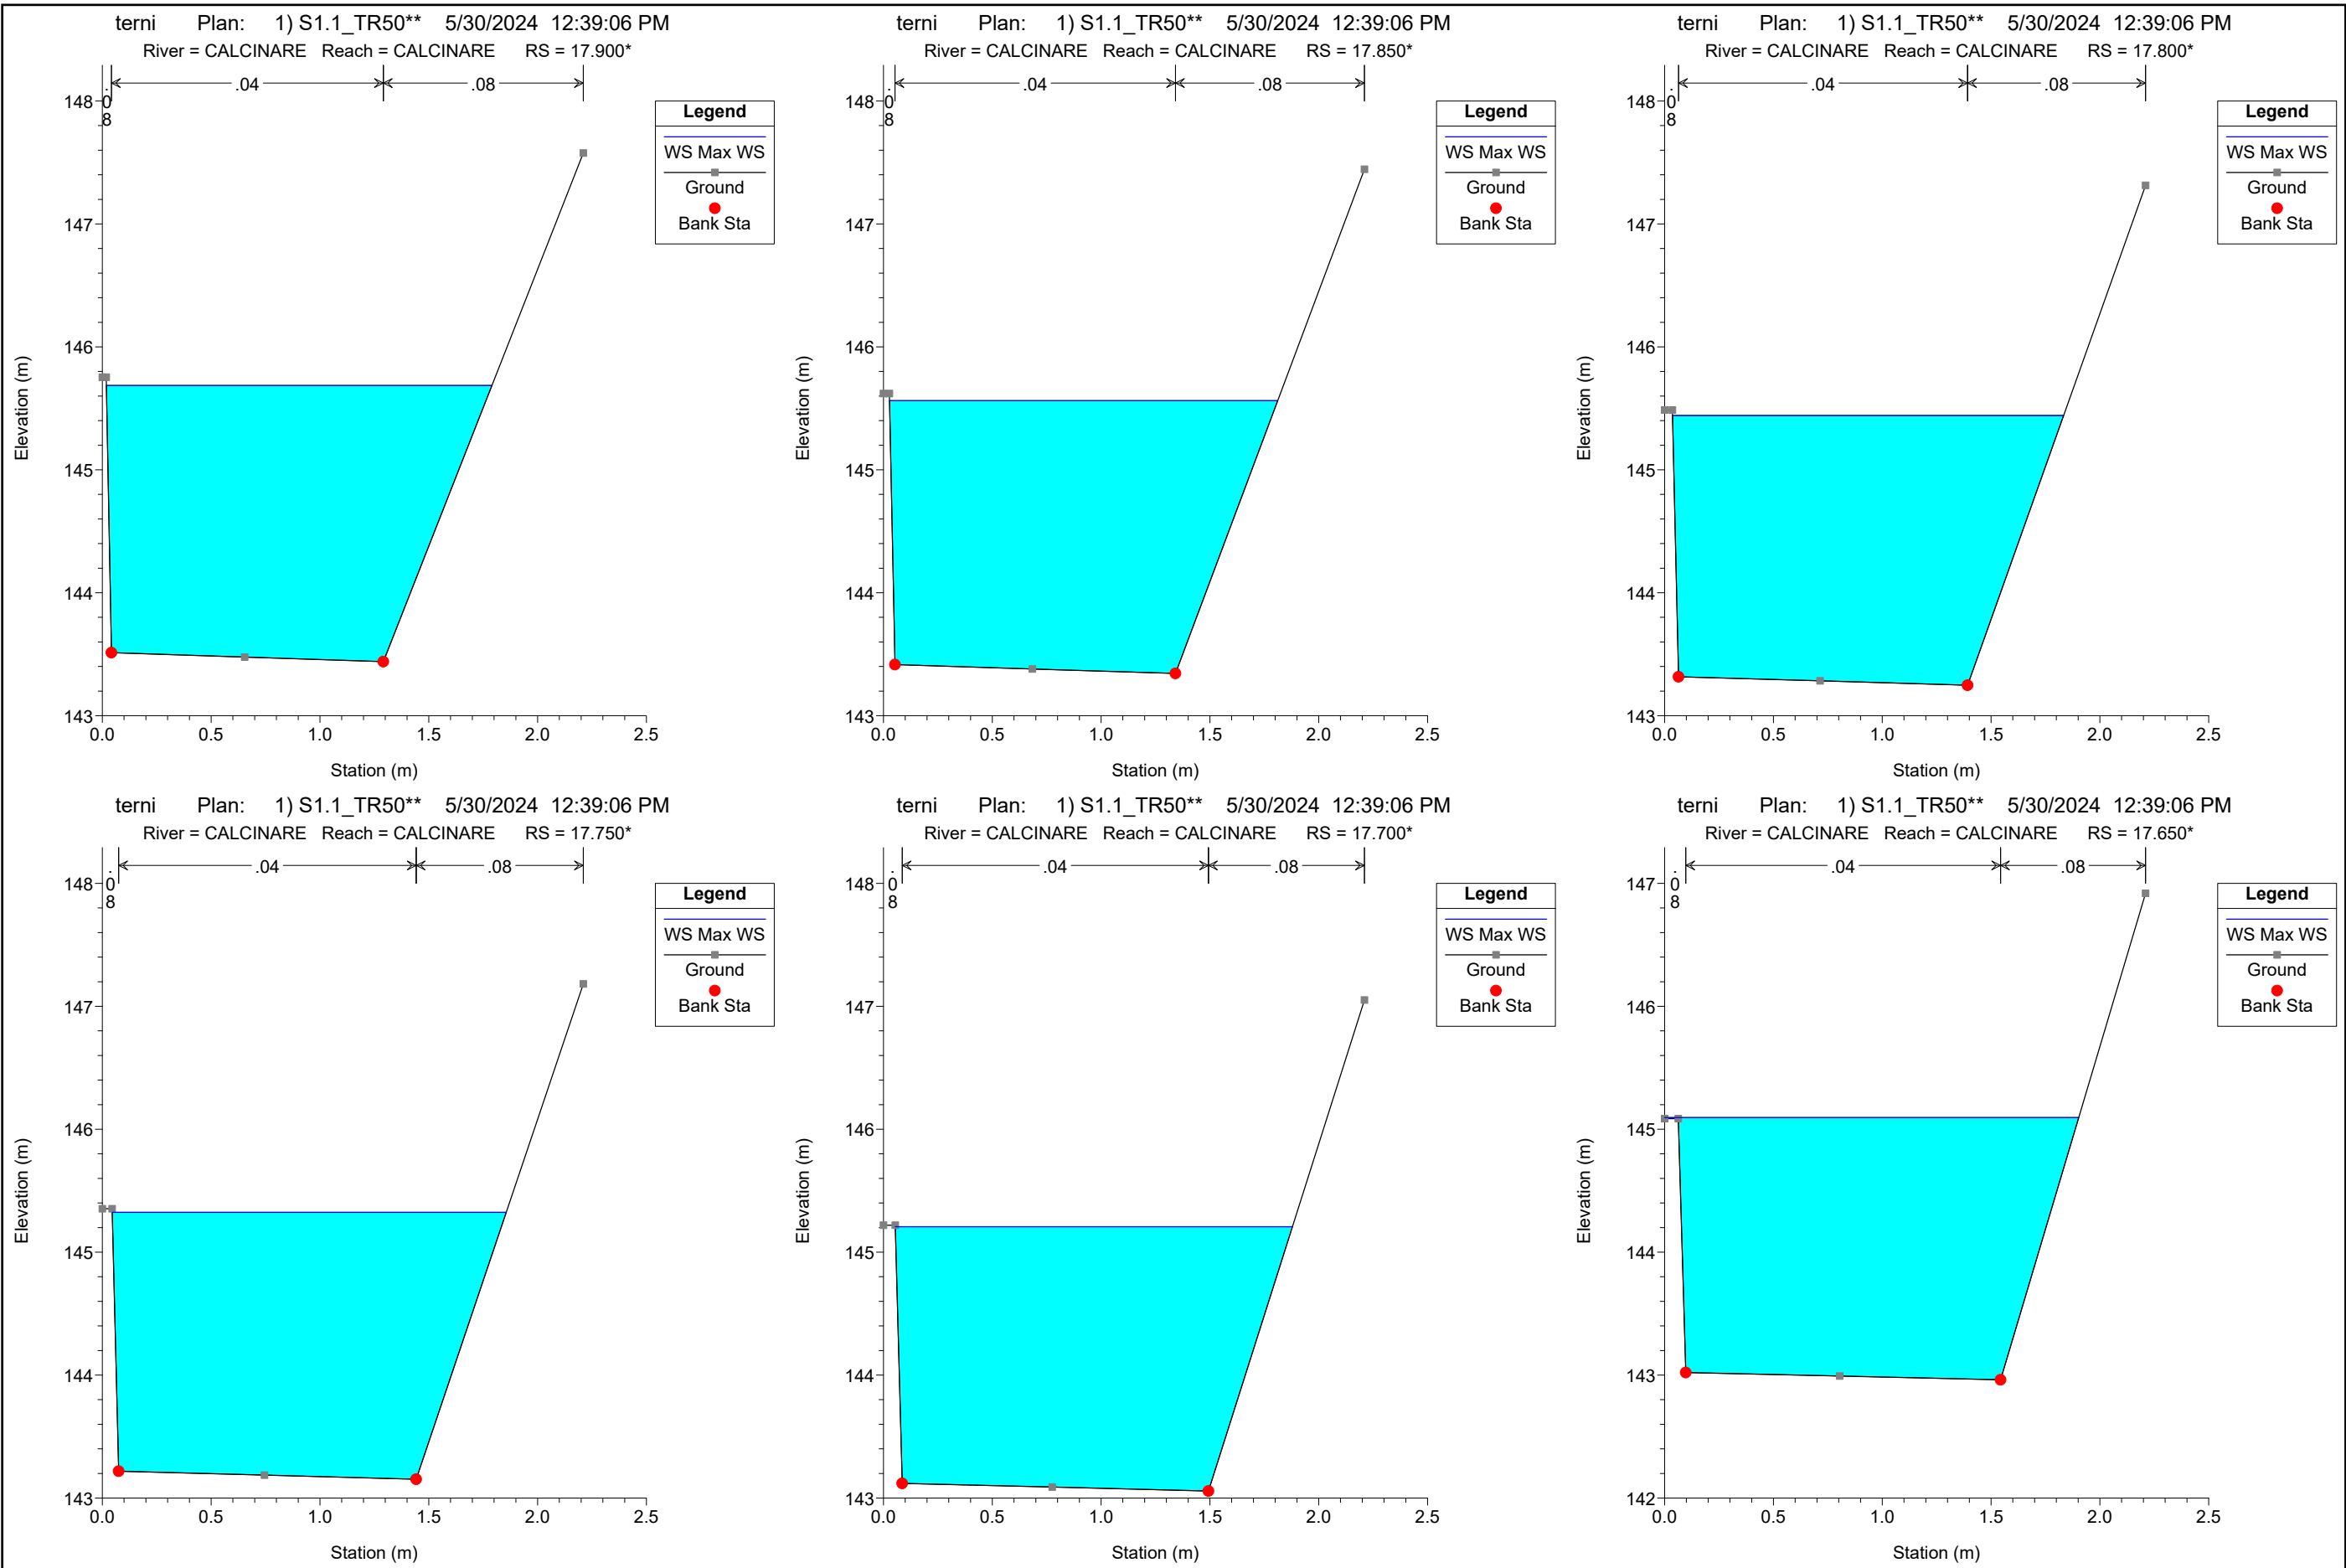 terni Plan: 1) S1.1_TR50** 5/30/2024 12:39:06 PM
River = CALCINARE Reach = CALCINARE RS = 17.900*
.08
.04
.08
Legend
WS Max WS
Ground
Bank Sta
148
147
146
145
144
143
Elevation (m)
0.0 0.5 1.0 1.5 2.0 2.5
Station (m)
terni Plan: 1) S1.1_TR50** 5/30/2024 12:39:06 PM
River = CALCINARE Reach = CALCINARE RS = 17.850*
.08
.04
.08
Legend
WS Max WS
Ground
Bank Sta
148
147
146
145
144
143
Elevation (m)
0.0 0.5 1.0 1.5 2.0 2.5
Station (m)
terni Plan: 1) S1.1_TR50** 5/30/2024 12:39:06 PM
River = CALCINARE Reach = CALCINARE RS = 17.800*
.08
.04
.08
Legend
WS Max WS
Ground
Bank Sta
148
147
146
145
144
143
Elevation (m)
0.0 0.5 1.0 1.5 2.0 2.5
Station (m)
terni Plan: 1) S1.1_TR50** 5/30/2024 12:39:06 PM
River = CALCINARE Reach = CALCINARE RS = 17.750*
.08
.04
.08
Legend
WS Max WS
Ground
Bank Sta
148
147
146
145
144
143
Elevation (m)
0.0 0.5 1.0 1.5 2.0 2.5
Station (m)
terni Plan: 1) S1.1_TR50** 5/30/2024 12:39:06 PM
River = CALCINARE Reach = CALCINARE RS = 17.700*
.08
.04
.08
Legend
WS Max WS
Ground
Bank Sta
148
147
146
145
144
143
Elevation (m)
0.0 0.5 1.0 1.5 2.0 2.5
Station (m)
terni Plan: 1) S1.1_TR50** 5/30/2024 12:39:06 PM
River = CALCINARE Reach = CALCINARE RS = 17.650*
.08
.04
.08
Legend
WS Max WS
Ground
Bank Sta
147
146
145
144
143
142
Elevation (m)
0.0 0.5 1.0 1.5 2.0 2.5
Station (m)